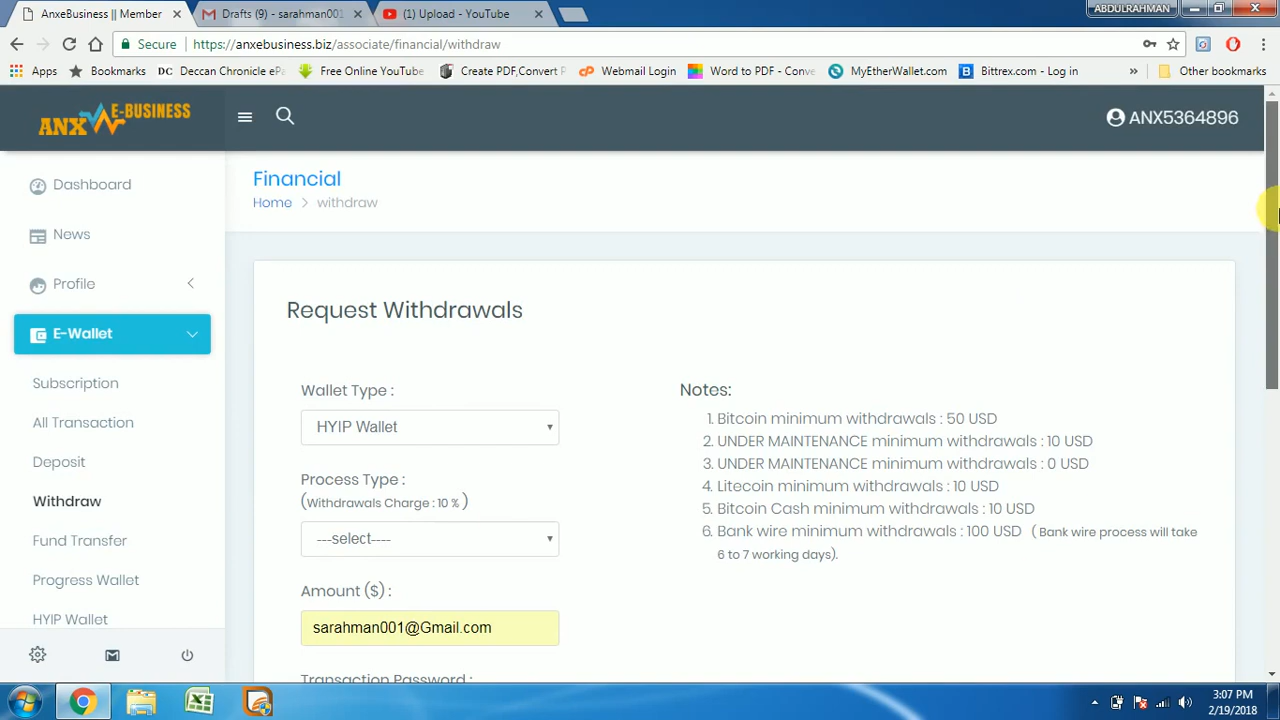 AnxeBusiness || Member
Drafts (9) - sarahman001
(1) Upload - YouTube
ABDULRAHMAN
Secure
https://anxebusiness.biz/associate/financial/withdraw
Apps
Bookmarks
DC Deccan Chronicle ePa
Free Online YouTube
Create PDF,Convert P
cP Webmail Login
Word to PDF - Conve
MyEtherWallet.com
B Bittrex.com - Log in
»
Other bookmarks
ANX E-BUSINESS
ANX5364896
Dashboard
News
Profile
E-Wallet
Subscription
All Transaction
Deposit
Withdraw
Fund Transfer
Progress Wallet
HYIP Wallet
Financial
Home > withdraw
Request Withdrawals
Wallet Type :
HYIP Wallet
Process Type :
(Withdrawals Charge : 10 % )
---select----
Amount ($) :
sarahman001@Gmail.com
Transaction Password :
Notes:
1. Bitcoin minimum withdrawals : 50 USD
2. UNDER MAINTENANCE minimum withdrawals : 10 USD
3. UNDER MAINTENANCE minimum withdrawals : 0 USD
4. Litecoin minimum withdrawals : 10 USD
5. Bitcoin Cash minimum withdrawals : 10 USD
6. Bank wire minimum withdrawals : 100 USD ( Bank wire process will take
6 to 7 working days).
3:07 PM
2/19/2018